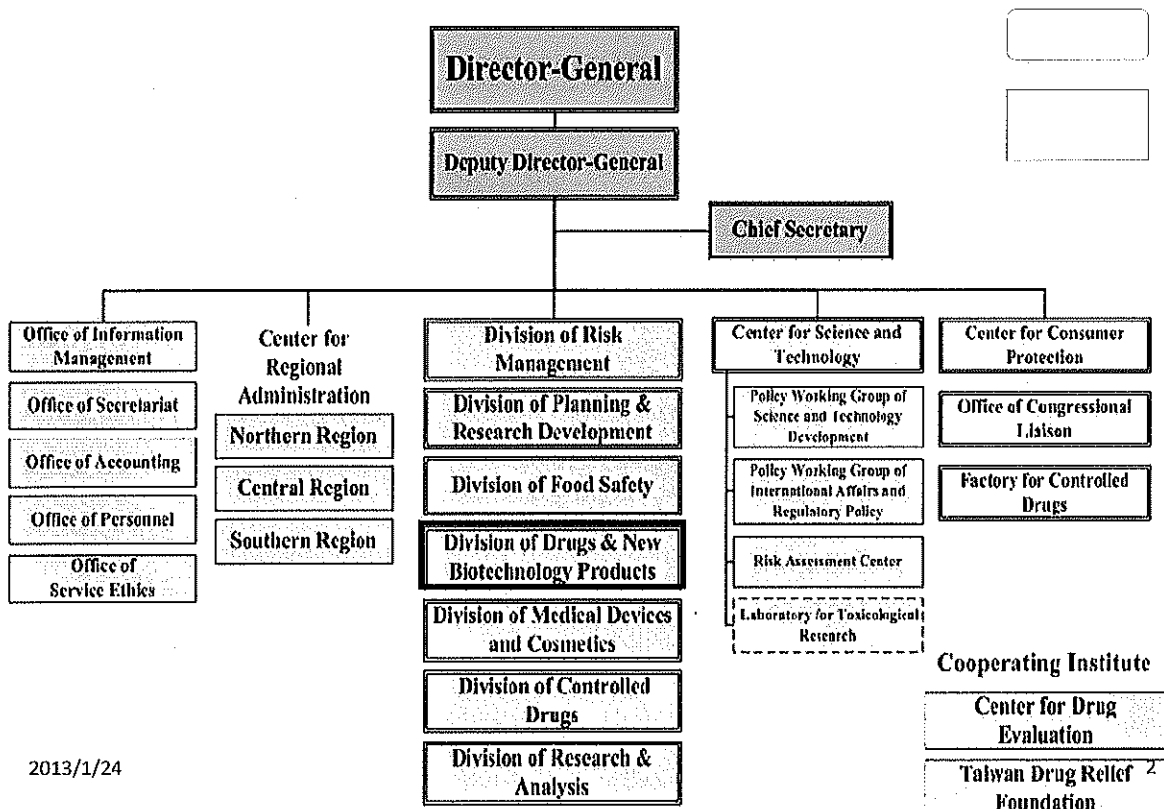 Director-General
Deputy Director-General
Chief Secretary
Office of Information
Management
Office of Secretariat
Office of Accounting
Office of Personnel
Office of
Service Ethics
Center for
Regional
Administration
Northern Region
Central Region
Southern Region
Division of Risk
Management
Division of Planning &
Research Development
Division of Food Safety
Division of Drugs & New
Biotechnology Products
Division of Medical Devices
and Cosmetics
Division of Controlled
Drugs
Division of Research &
Analysis
Center for Science and
Technology
Policy Working Group of
Science and Technology
Development
Policy Working Group of
International Affairs and
Regulatory Policy
Risk Assessment Center
Laboratory for Toxicological
Research
Center for Consumer
Protection
Office of Congressional
Liaison
Factory for Controlled
Drugs
Cooperating Institute
Center for Drug
Evaluation
Taiwan Drug Relief
Foundation
2013/1/24
2